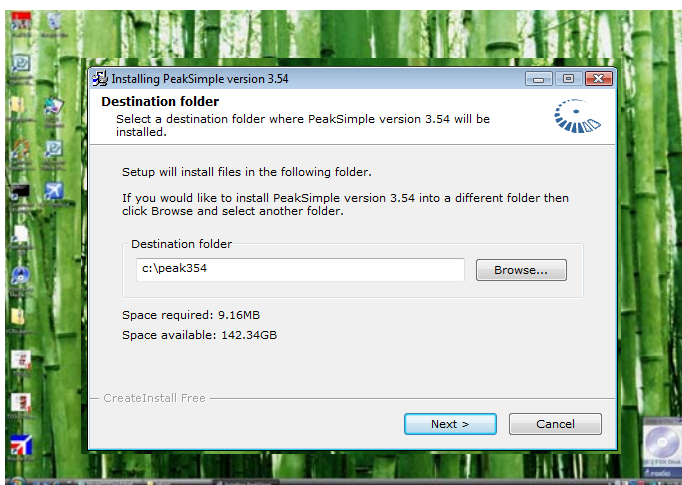 Installing PeakSimple version 3.54
Destination folder
Select a destination folder where PeakSimple version 3.54 will be
installed.
Setup will install files in the following folder.
If you would like to install PeakSimple version 3.54 into a different folder then
click Browse and select another folder.
Destination folder
c:\peak354
Browse...
Space required: 9.16MB
Space available: 142.34GB
CreateInstall Free
Next >
Cancel